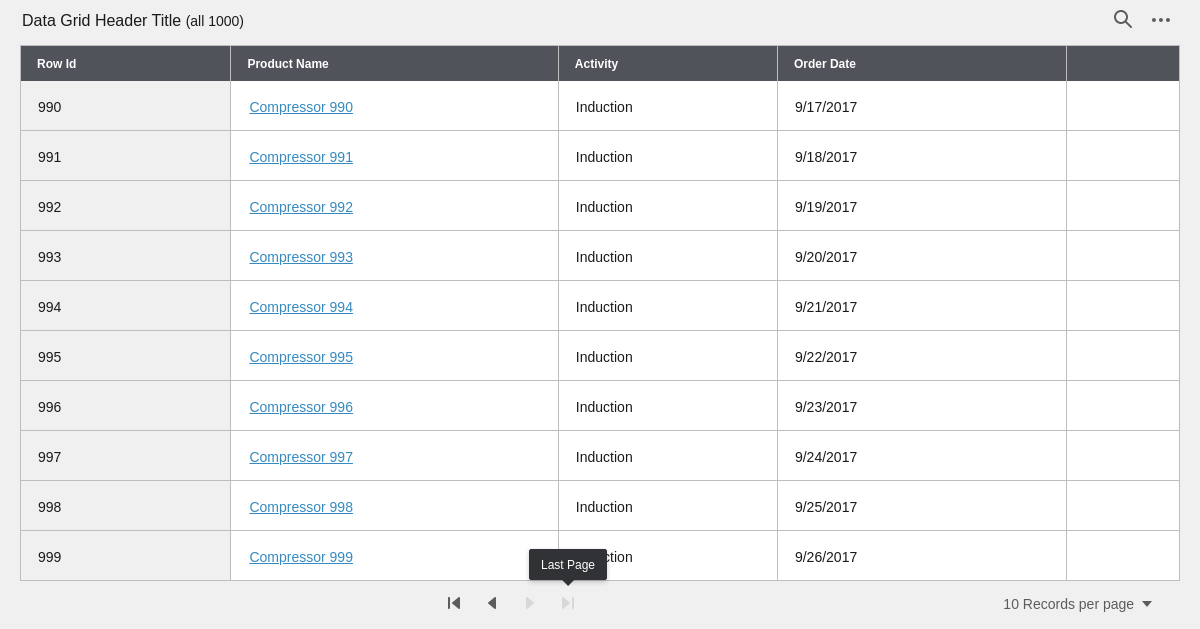 Data Grid Header Title (all 1000)
Row Id Product Name Activity Order Date
990 Compressor 990 Induction 9/17/2017
991 Compressor 991 Induction 9/18/2017
992 Compressor 992 Induction 9/19/2017
993 Compressor 993 Induction 9/20/2017
994 Compressor 994 Induction 9/21/2017
995 Compressor 995 Induction 9/22/2017
996 Compressor 996 Induction 9/23/2017
997 Compressor 997 Induction 9/24/2017
998 Compressor 998 Induction 9/25/2017
999 Compressor 999 ction 9/26/2017
Last Page
10 Records per page